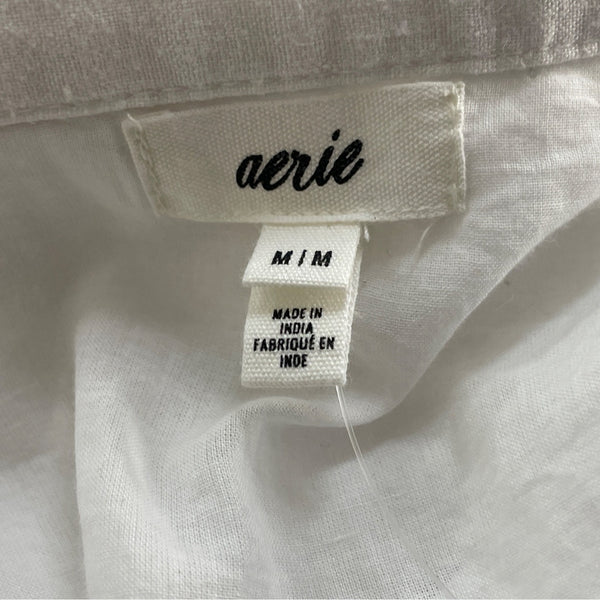 aerie
M/M
MADE IN
INDIA
FABRIQUÉ EN
INDE